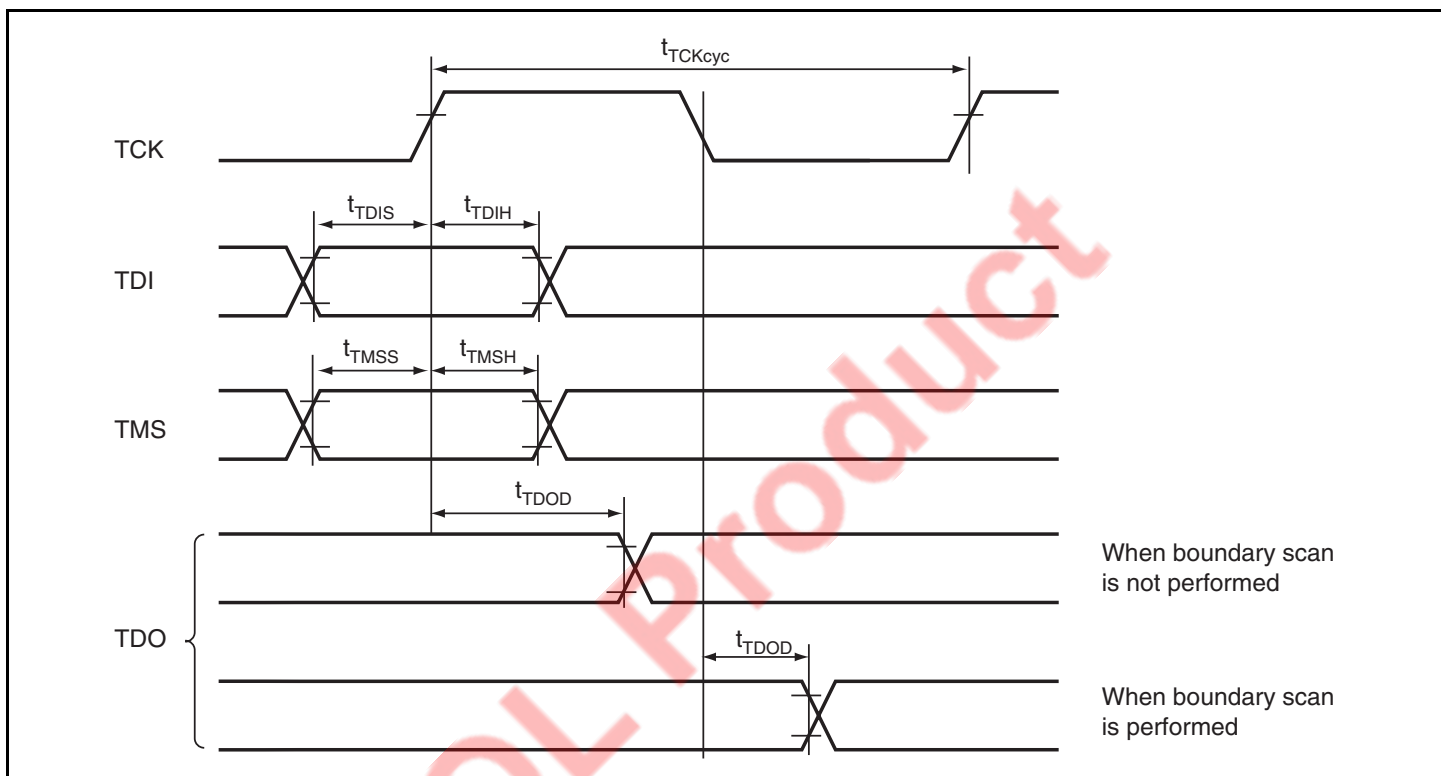 tTCKcyc
TCK
tTDIS
tTDIH
TDI
tTMSS
tTMSH
TMS
tTDOD
When boundary scan
is not performed
TDO
tTDOD
When boundary scan
is performed
OL Product